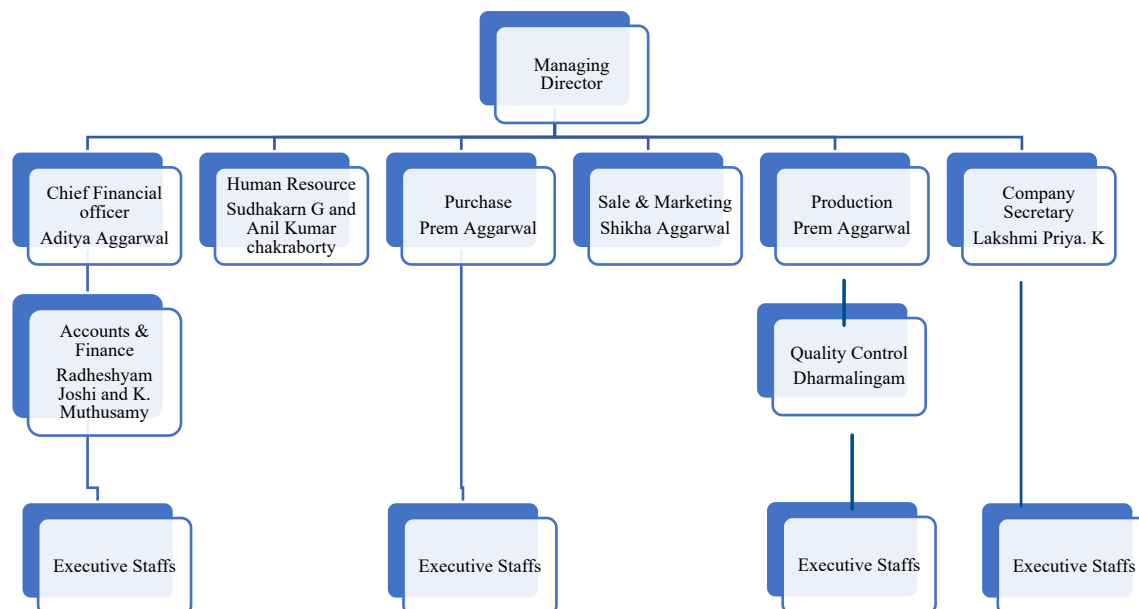 Managing
Director
Chief Financial
officer
Aditya Aggarwal
Human Resource
Sudhakarn G and
Anil Kumar
chakraborty
Purchase
Prem Aggarwal
Sale & Marketing
Shikha Aggarwal
Production
Prem Aggarwal
Company
Secretary
Lakshmi Priya. K
Accounts &
Finance
Radheshyam
Joshi and K.
Muthusamy
Quality Control
Dharmalingam
Executive Staffs
Executive Staffs
Executive Staffs
Executive Staffs